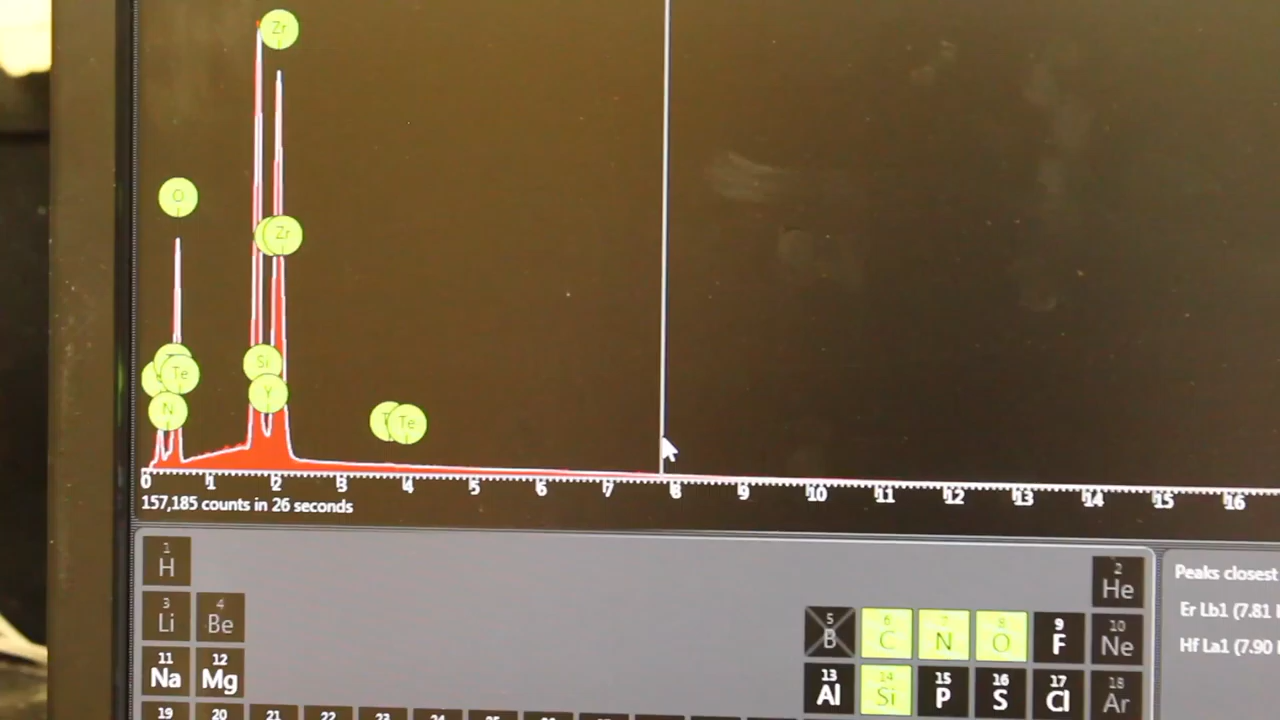 Zr
O
Zr
Te
Si
Y
N
Te
0 1 2 3 4 5 6 7 8 9 10 11 12 13 14 15 16
157,185 counts in 26 seconds
1 H
2 He
3 Li
4 Be
5 B
6 C
7 N
8 O
9 F
10 Ne
11 Na
12 Mg
13 Al
14 Si
15 P
16 S
17 Cl
18 Ar
19 20 21 22 23 24 25 26
Peaks closest
Er Lb1 (7.81
Hf La1 (7.90